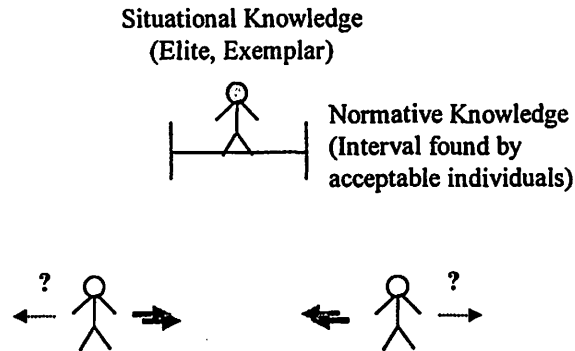 Situational Knowledge
(Elite, Exemplar)
Normative Knowledge
(Interval found by
acceptable individuals)
?
?